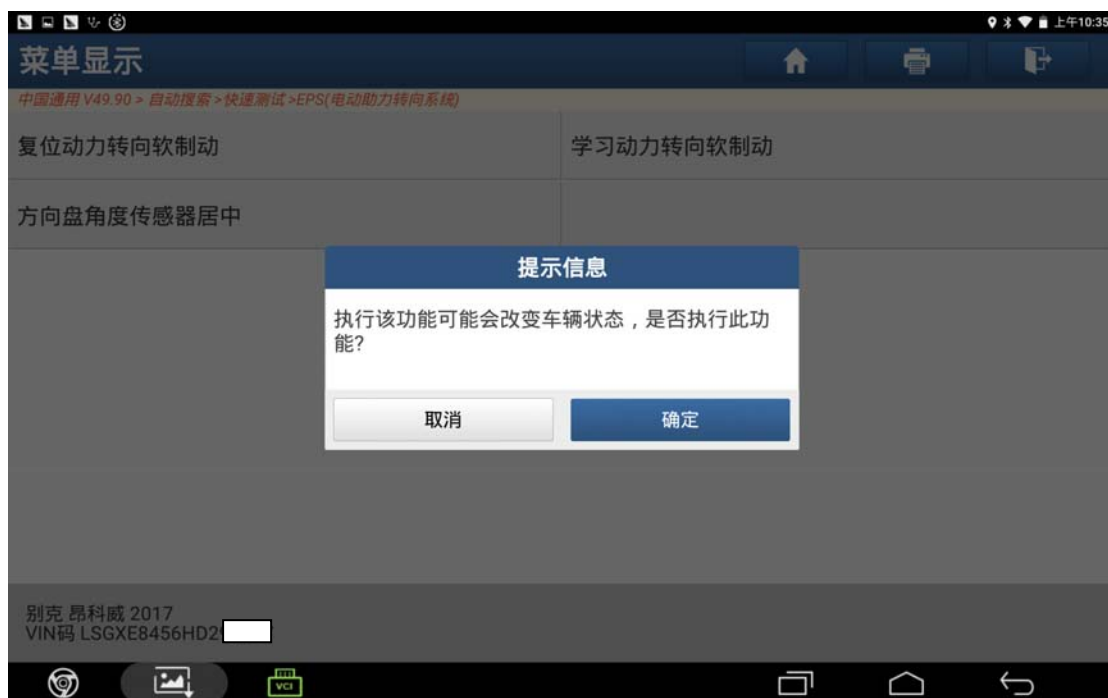 上午10:35
菜单显示
中国通用 V49.90 > 自动搜索 > 快速测试 >EPS(电动助力转向系统)
复位动力转向软制动
学习动力转向软制动
方向盘角度传感器居中
提示信息
执行该功能可能会改变车辆状态，是否执行此功
能?
取消
确定
别克 昂科威 2017
VIN码 LSGXE8456HD2
VCI